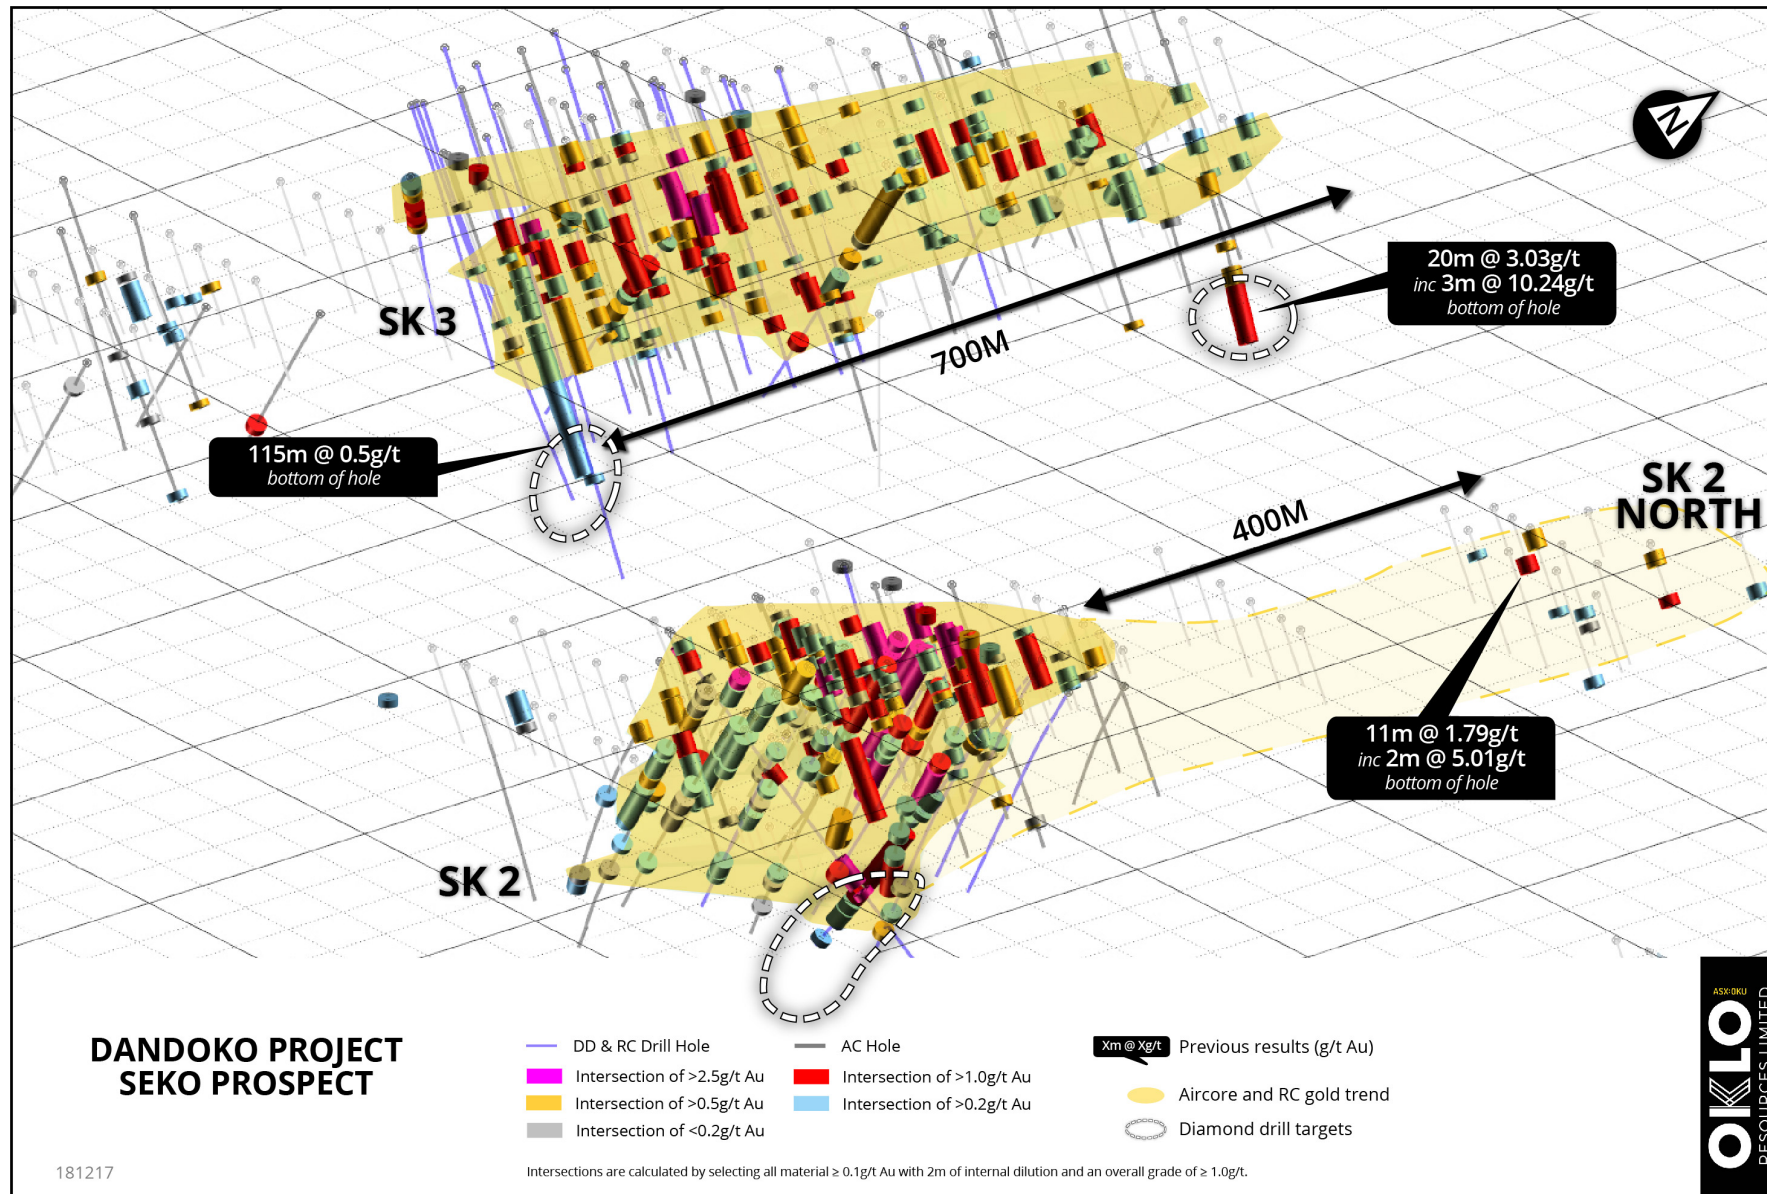 N
SK 3
20m @ 3.03g/t
inc 3m @ 10.24g/t
bottom of hole
700M
115m @ 0.5g/t
bottom of hole
SK 2
NORTH
400M
11m @ 1.79g/t
inc 2m @ 5.01g/t
bottom of hole
SK 2
DANDOKO PROJECT
SEKO PROSPECT
DD & RC Drill Hole
AC Hole
Intersection of >2.5g/t Au
Intersection of >1.0g/t Au
Intersection of >0.5g/t Au
Intersection of >0.2g/t Au
Intersection of <0.2g/t Au
Xm @ Xg/t Previous results (g/t Au)
Aircore and RC gold trend
Diamond drill targets
ASX:OKU
OKLO
RESOURCES LIMITED
181217
Intersections are calculated by selecting all material ≥ 0.1g/t Au with 2m of internal dilution and an overall grade of ≥ 1.0g/t.